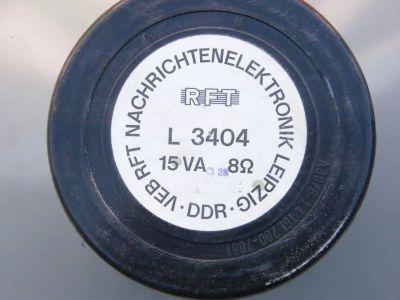 VEB RFT NACHRICHTENELEKTRONIK LEIPZIG · DDR ·
RFT
L 3404
15 VA 8Ω